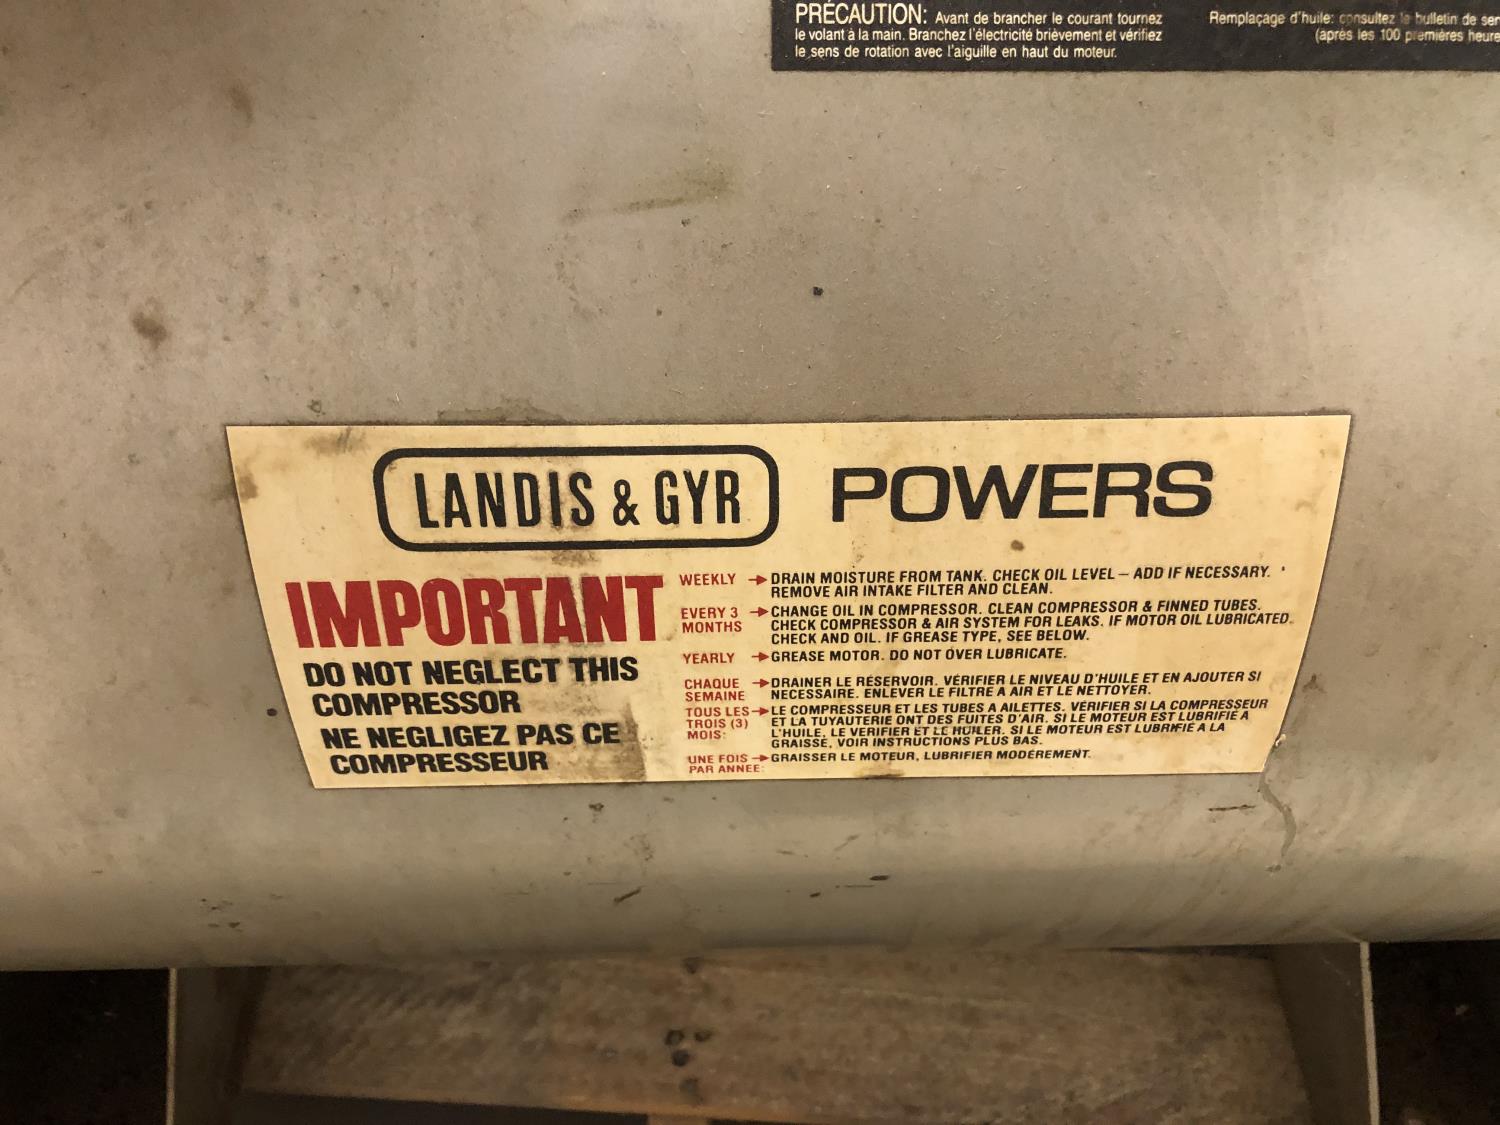 PRÉCAUTION: Avant de brancher le courant tournez
le volant à la main. Branchez l'électricité brièvement et vérifiez
le sens de rotation avec l'aiguille en haut du moteur.
Remplaçage d'huile: consultez le bulletin de
(après les 100 premières
LANDIS & GYR POWERS
IMPORTANT
DO NOT NEGLECT THIS
COMPRESSOR
NE NEGLIGEZ PAS CE
COMPRESSEUR
WEEKLY → DRAIN MOISTURE FROM TANK. CHECK OIL LEVEL – ADD IF NECESSARY.
REMOVE AIR INTAKE FILTER AND CLEAN.
EVERY 3 → CHANGE OIL IN COMPRESSOR. CLEAN COMPRESSOR & FINNED TUBES.
MONTHS CHECK COMPRESSOR & AIR SYSTEM FOR LEAKS. IF MOTOR OIL LUBRICATED.
CHECK AND OIL. IF GREASE TYPE, SEE BELOW.
YEARLY → GREASE MOTOR. DO NOT OVER LUBRICATE.
CHAQUE → DRAINER LE RÉSERVOIR. VÉRIFIER LE NIVEAU D'HUILE ET EN AJOUTER SI
SEMAINE NECESSAIRE. ENLEVER LE FILTRE A AIR ET LE NETTOYER.
TOUS LES → LE COMPRESSEUR ET LES TUBES A AILETTES. VÉRIFIER SI LA COMPRESSEUR
TROIS (3) ET LA TUYAUTERIE ONT DES FUITES D'AIR. SI LE MOTEUR EST LUBRIFIÉ A
MOIS: L'HUILE, LE VERIFIER ET LE HUILER. SI LE MOTEUR EST LUBRIFIÉ A LA
GRAISSE, VOIR INSTRUCTIONS PLUS BAS.
UNE FOIS → GRAISSER LE MOTEUR, LUBRIFIER MODÉREMENT.
PAR ANNEE: